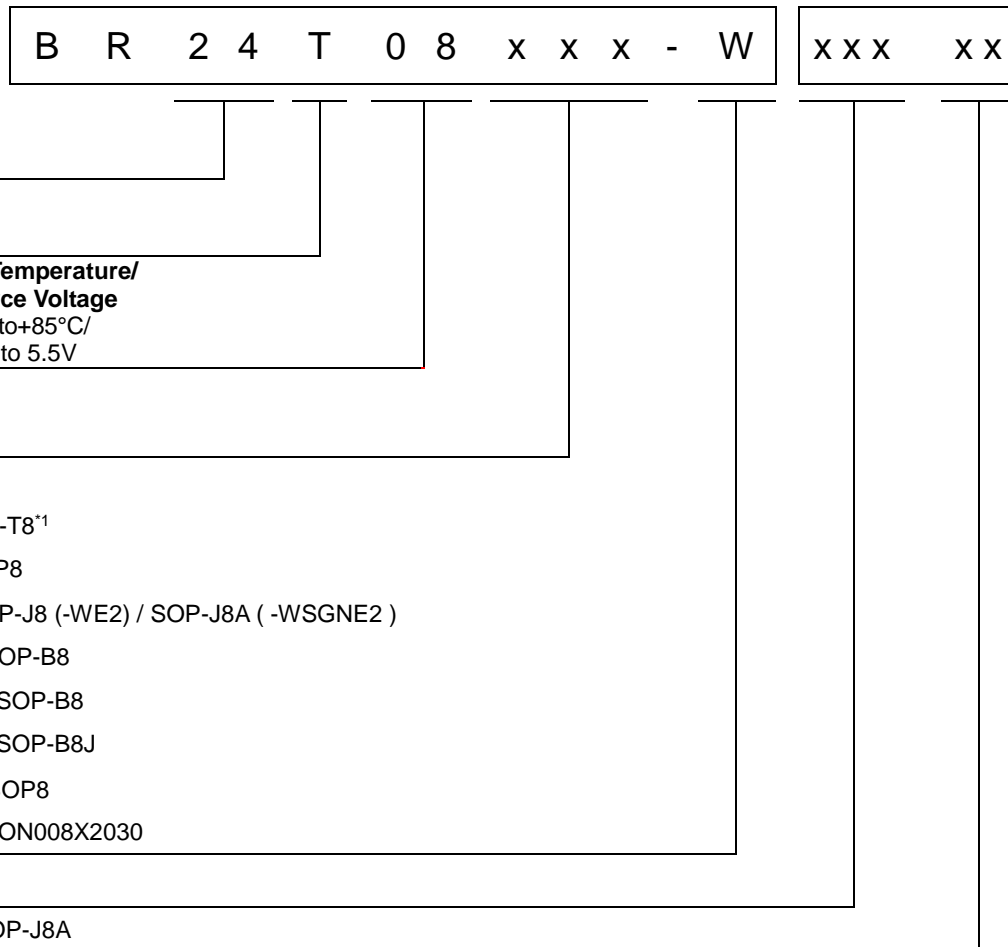 B R 2 4 T 0 8 x x x - W x x x x x
Temperature/
ce Voltage
to+85°C/
to 5.5V
-T8*1
P8
P-J8 (-WE2) / SOP-J8A ( -WSGNE2 )
OP-B8
SOP-B8
SOP-B8J
OP8
ON008X2030
OP-J8A